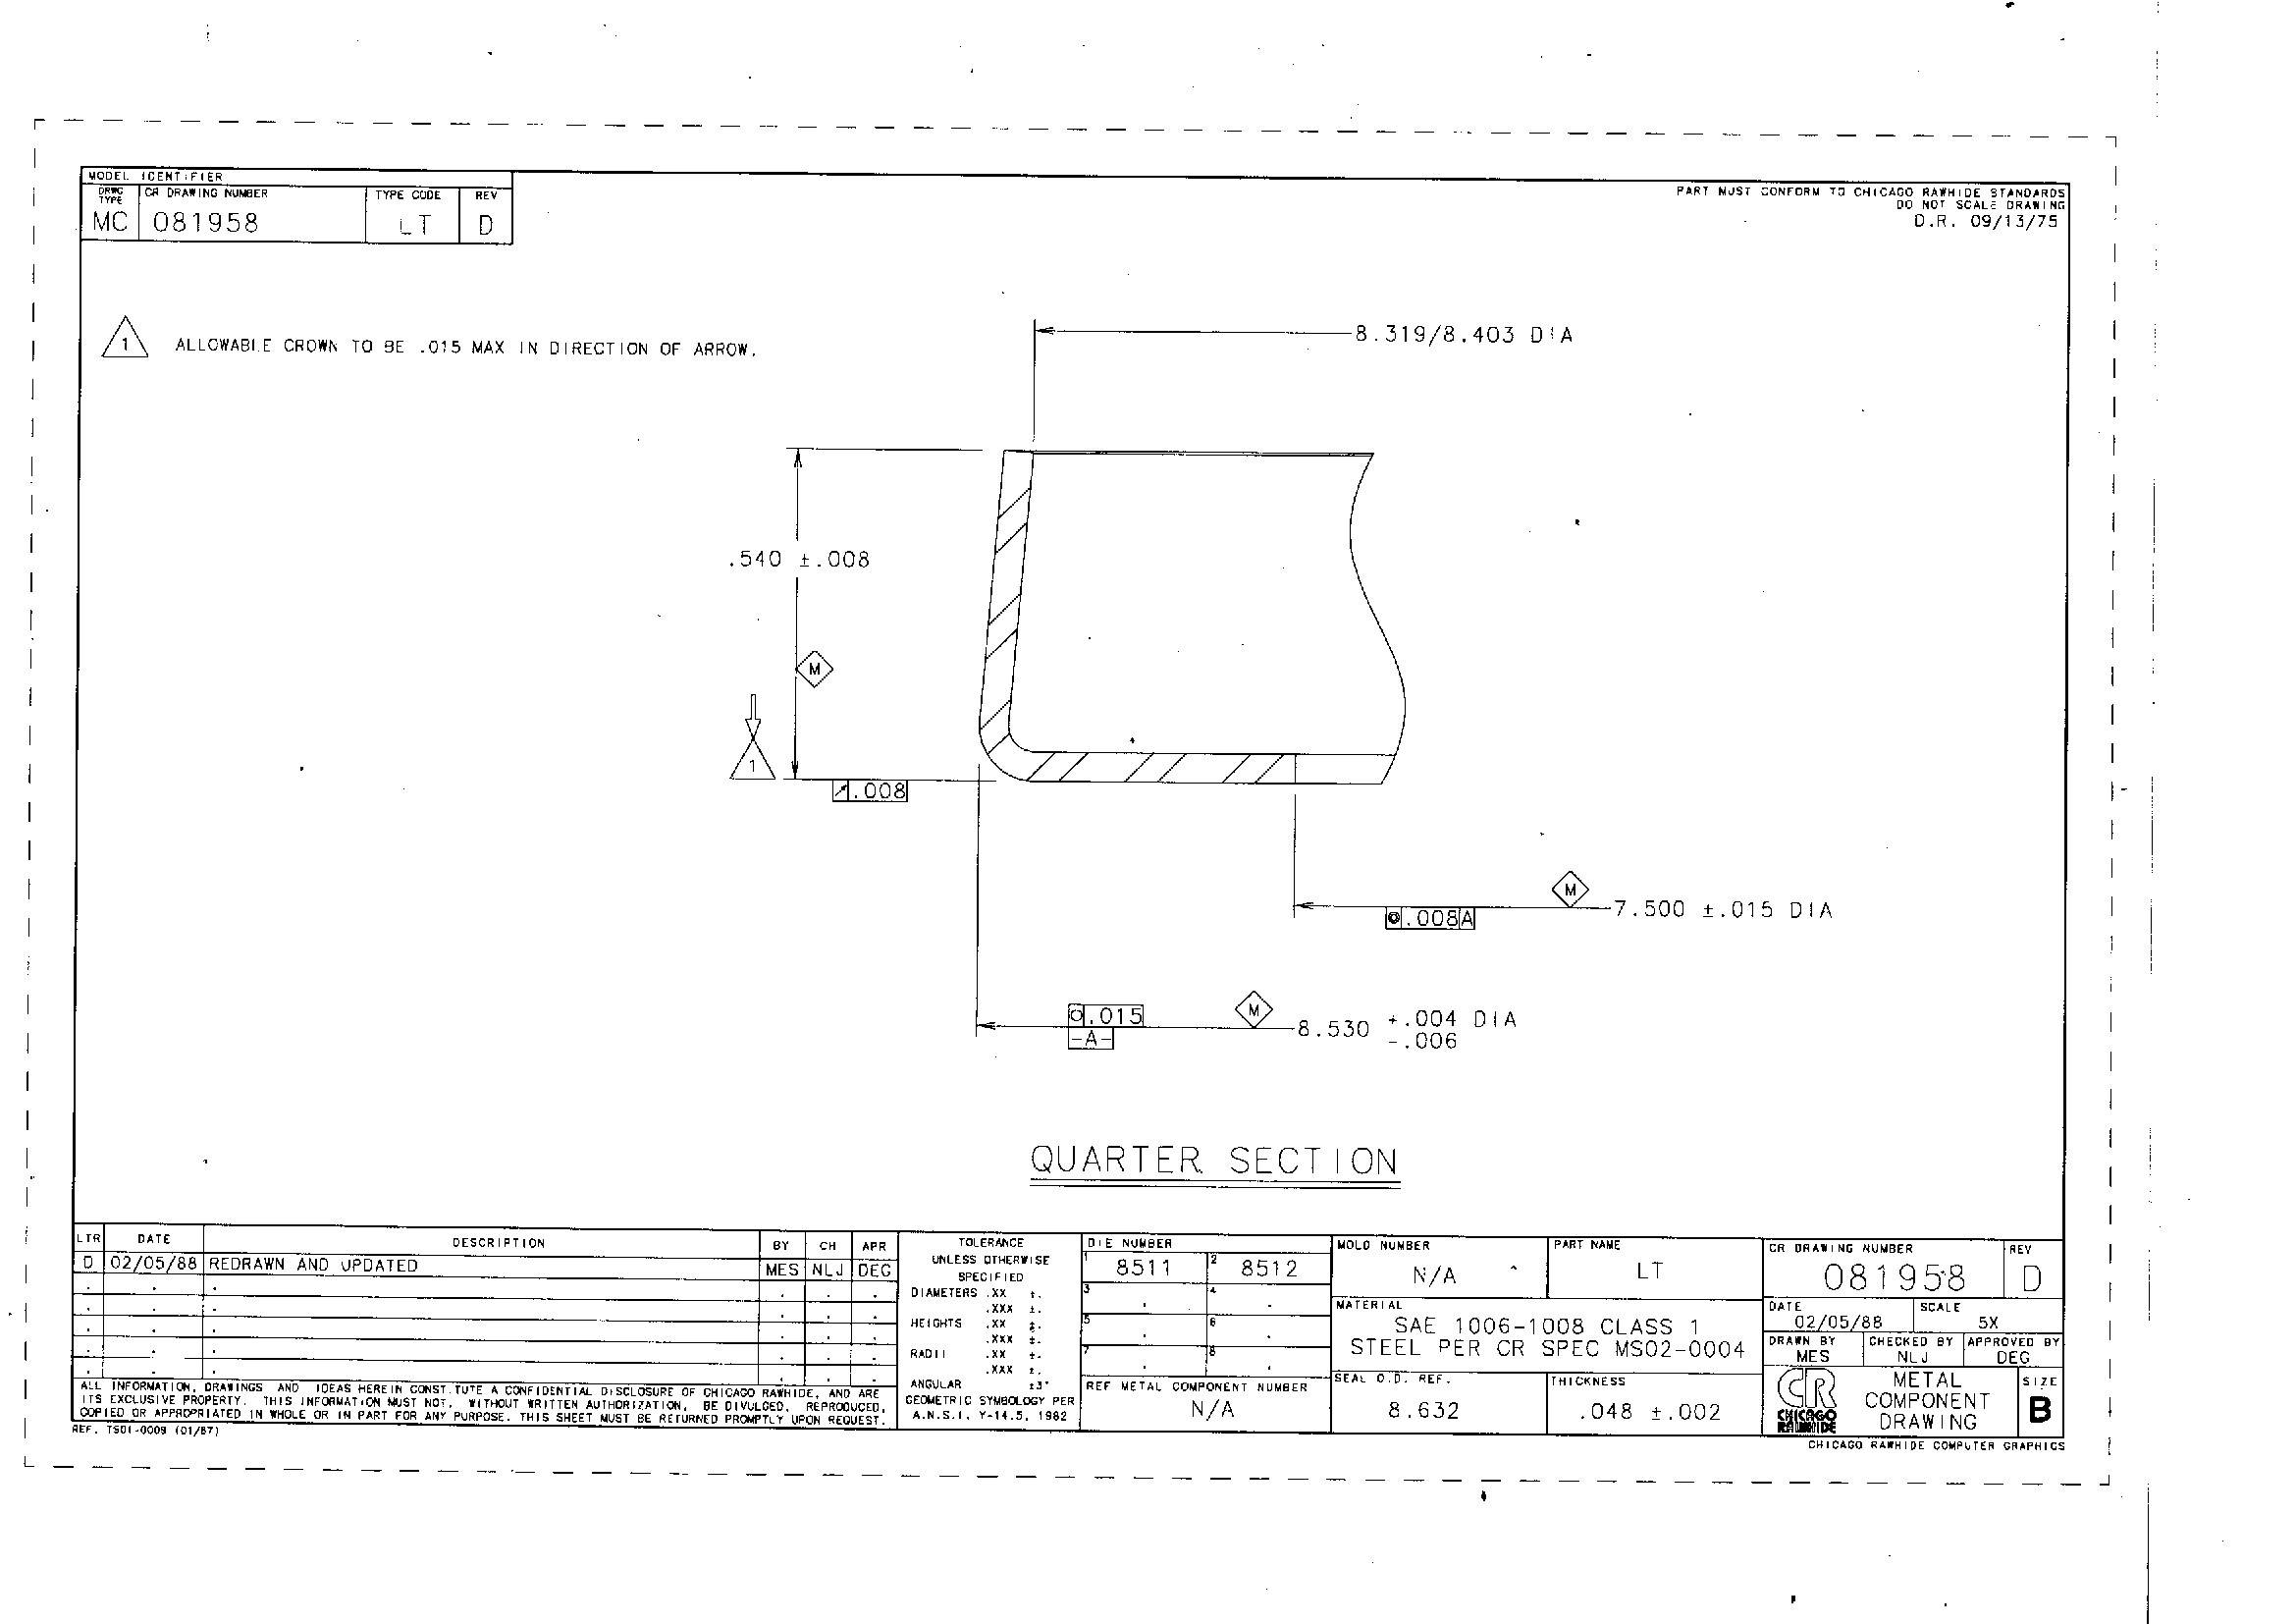 MODEL IDENTIFIER
DRWG TYPE
CR DRAWING NUMBER
TYPE CODE
REV
MC 081958 LT D
PART MUST CONFORM TO CHICAGO RAWHIDE STANDARDS
DO NOT SCALE DRAWING
D.R. 09/13/75
1 ALLOWABLE CROWN TO BE .015 MAX IN DIRECTION OF ARROW.
8.319/8.403 DIA
.540 ±.008
M
1
.008
M
.008 A
7.500 ±.015 DIA
.015
-A-
M
8.530 +.004 DIA
-.006
QUARTER SECTION
LTR DATE DESCRIPTION BY CH APR
D 02/05/88 REDRAWN AND UPDATED MES NLJ DEG
ALL INFORMATION, DRAWINGS AND IDEAS HEREIN CONST.TUTE A CONFIDENTIAL DISCLOSURE OF CHICAGO RAWHIDE, AND ARE
ITS EXCLUSIVE PROPERTY. THIS INFORMATION MUST NOT, WITHOUT WRITTEN AUTHORIZATION, BE DIVULGED, REPRODUCED,
COPIED OR APPROPRIATED IN WHOLE OR IN PART FOR ANY PURPOSE. THIS SHEET MUST BE RETURNED PROMPTLY UPON REQUEST.
REF. TS01-0009 (01/87)
TOLERANCE
UNLESS OTHERWISE
SPECIFIED
DIAMETERS .XX ±.
.XXX ±.
HEIGHTS .XX ±.
.XXX ±.
RADII .XX ±.
.XXX ±.
ANGULAR ±3°
GEOMETRIC SYMBOLOGY PER
A.N.S.I. Y-14.5, 1982
DIE NUMBER
1 8511 2 8512
3 4
5 6
7 8
REF METAL COMPONENT NUMBER
N/A
MOLD NUMBER
N/A
PART NAME
LT
MATERIAL
SAE 1006-1008 CLASS 1
STEEL PER CR SPEC MS02-0004
SEAL O.D. REF.
8.632
THICKNESS
.048 ±.002
CR DRAWING NUMBER
081958
REV
D
DATE
02/05/88
SCALE
5X
DRAWN BY
MES
CHECKED BY
NLJ
APPROVED BY
DEG
CR
CHICAGO
RAWHIDE
METAL
COMPONENT
DRAWING
SIZE
B
CHICAGO RAWHIDE COMPUTER GRAPHICS